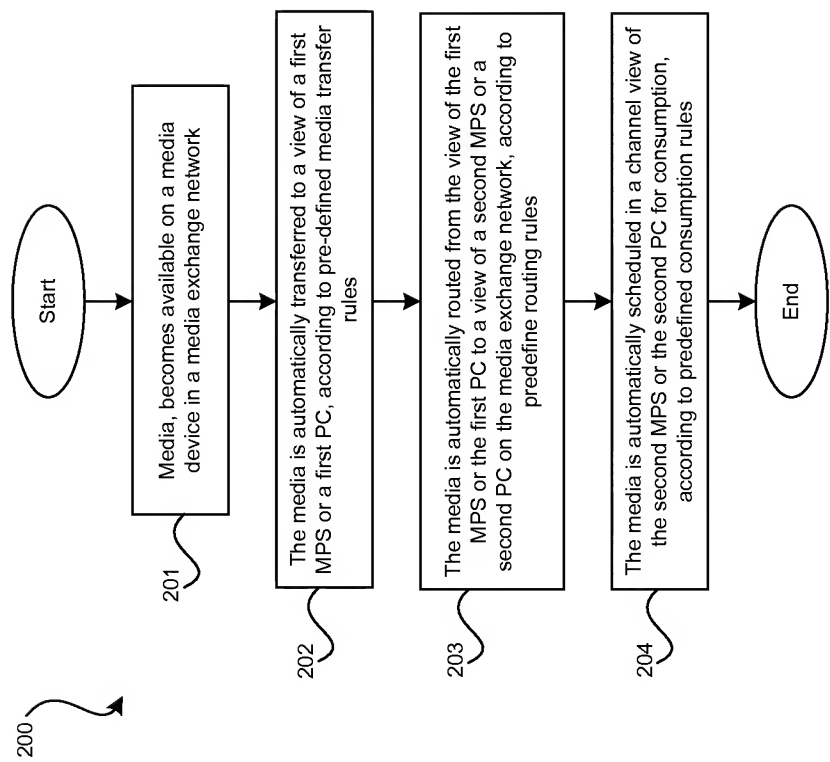 200
Start
201
Media, becomes available on a media
device in a media exchange network
202
The media is automatically transferred to a view of a first
MPS or a first PC, according to pre-defined media transfer
rules
203
The media is automatically routed from the view of the first
MPS or the first PC to a view of a second MPS or a
second PC on the media exchange network, according to
predefine routing rules
204
The media is automatically scheduled in a channel view of
the second MPS or the second PC for consumption,
according to predefined consumption rules
End